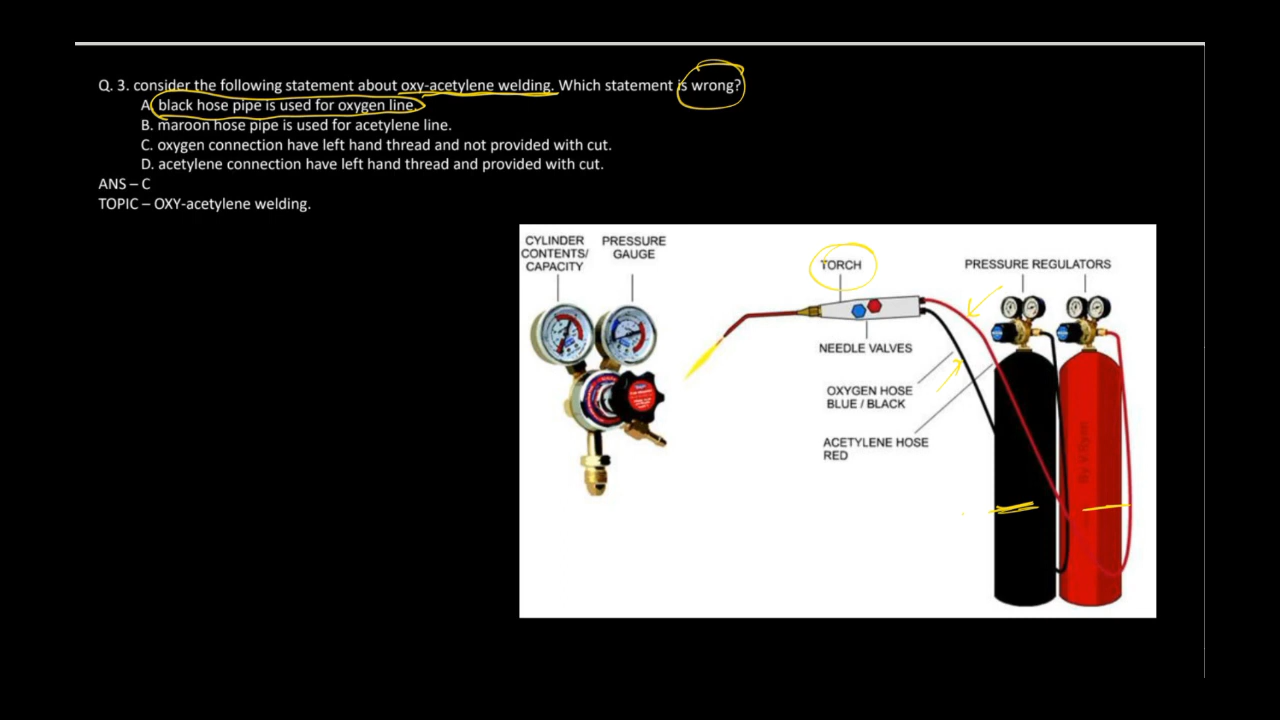 Q. 3. consider the following statement about oxy-acetylene welding. Which statement is wrong?
A. black hose pipe is used for oxygen line.
B. maroon hose pipe is used for acetylene line.
C. oxygen connection have left hand thread and not provided with cut.
D. acetylene connection have left hand thread and provided with cut.
ANS – C
TOPIC – OXY-acetylene welding.
CYLINDER CONTENTS/ CAPACITY
PRESSURE GAUGE
TORCH
PRESSURE REGULATORS
NEEDLE VALVES
OXYGEN HOSE
BLUE / BLACK
ACETYLENE HOSE
RED
By V.Ryan